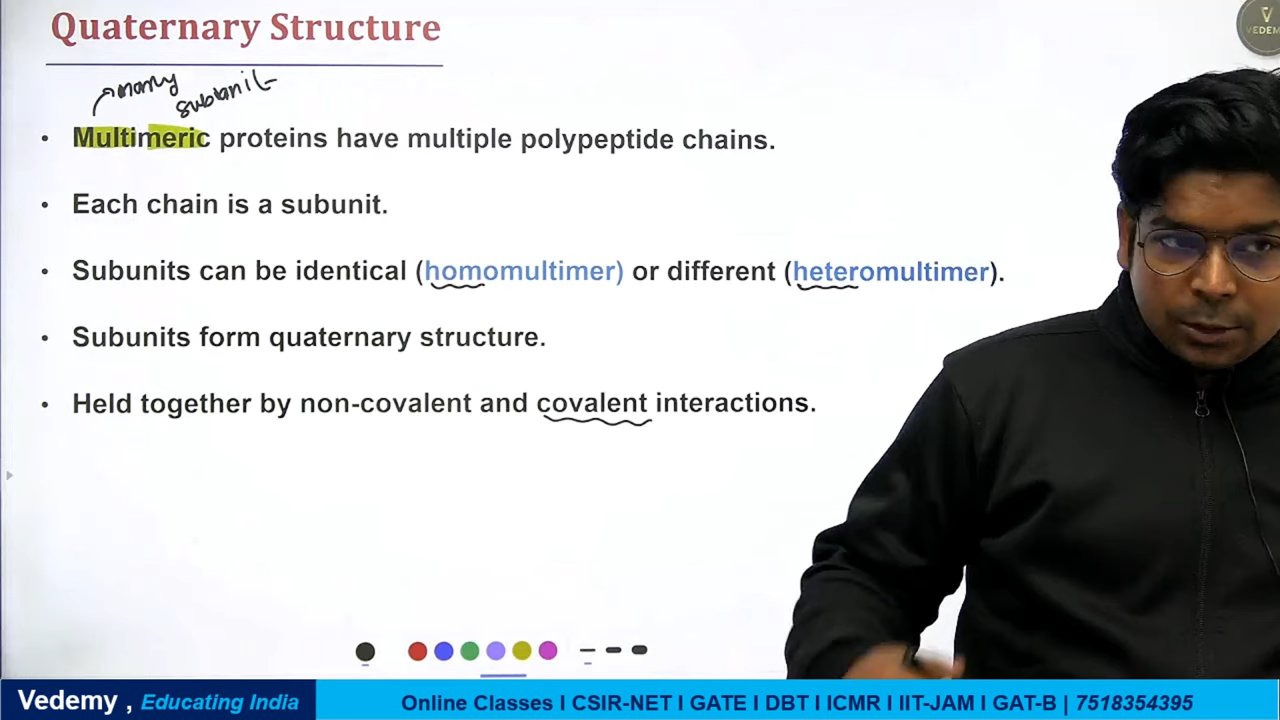 Quaternary Structure
VEDEM
many
subunit
• Multimeric proteins have multiple polypeptide chains.
• Each chain is a subunit.
• Subunits can be identical (homomultimer) or different (heteromultimer).
• Subunits form quaternary structure.
• Held together by non-covalent and covalent interactions.
Vedemy , Educating India
Online Classes I CSIR-NET I GATE I DBT I ICMR I IIT-JAM I GAT-B | 7518354395